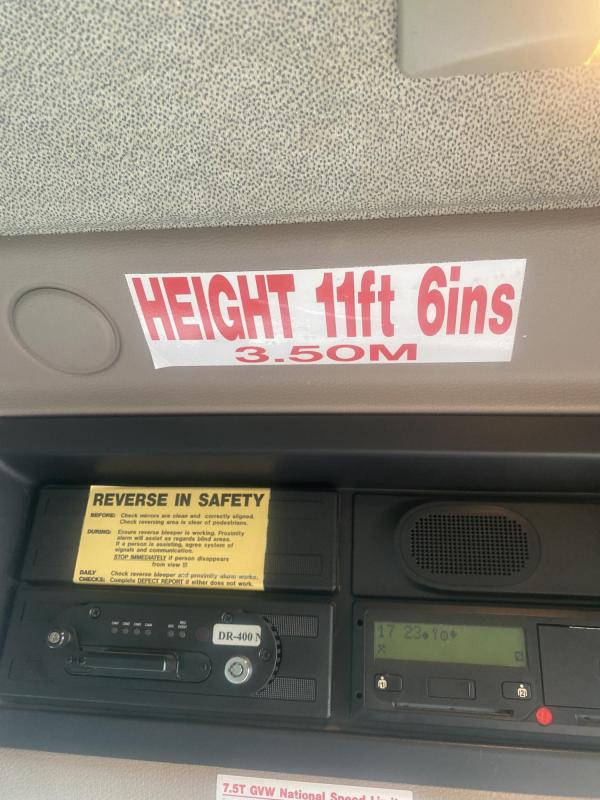 HEIGHT 11ft 6ins
3.50M
REVERSE IN SAFETY
BEFORE: Check mirrors are clean and correctly aligned.
Check reversing area is clear of pedestrians.
DURING: Ensure reverse bleeper is working. Proximity
alarm will assist us regards blind areas.
If a person is assisting, agree system of
signals and communication.
STOP IMMEDIATELY if person disappears
from view !!!
DAILY Check reverse bleeper and proximity alarm works.
CHECKS: Complete DEFECT REPORT if either does not work.
DR-400 N
17 23
1
2
7.5T GVW National Speed Limit